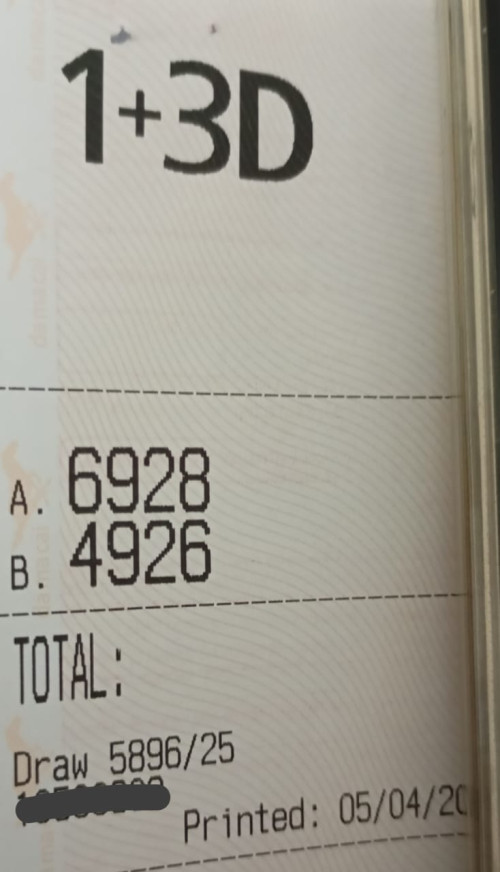 1+3D
A. 6928
B. 4926
TOTAL:
Draw 5896/25
Printed: 05/04/20